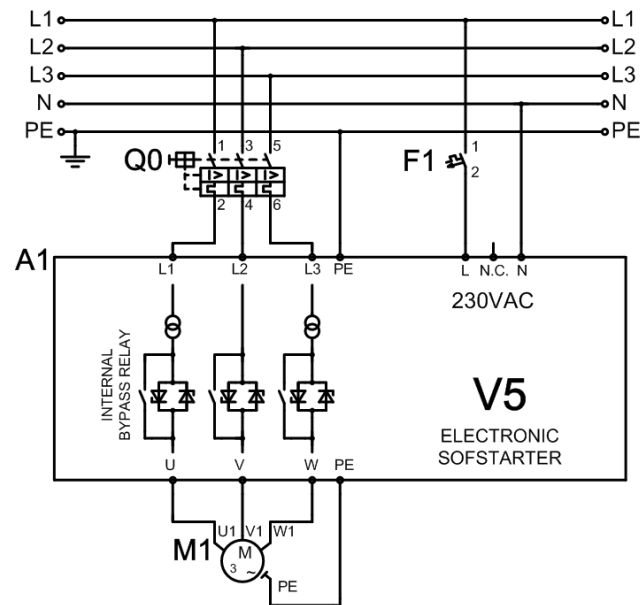 L1 L1
L2 L2
L3 L3
N N
PE PE
Q0 1 3 5 F1 1
2
2 4 6
A1
L1 L2 L3 PE L N.C. N
230VAC
INTERNAL
BYPASS RELAY
V5
ELECTRONIC
SOFSTARTER
U V W PE
U1 V1 W1
M1 M
3 ~
PE
I> I> I>